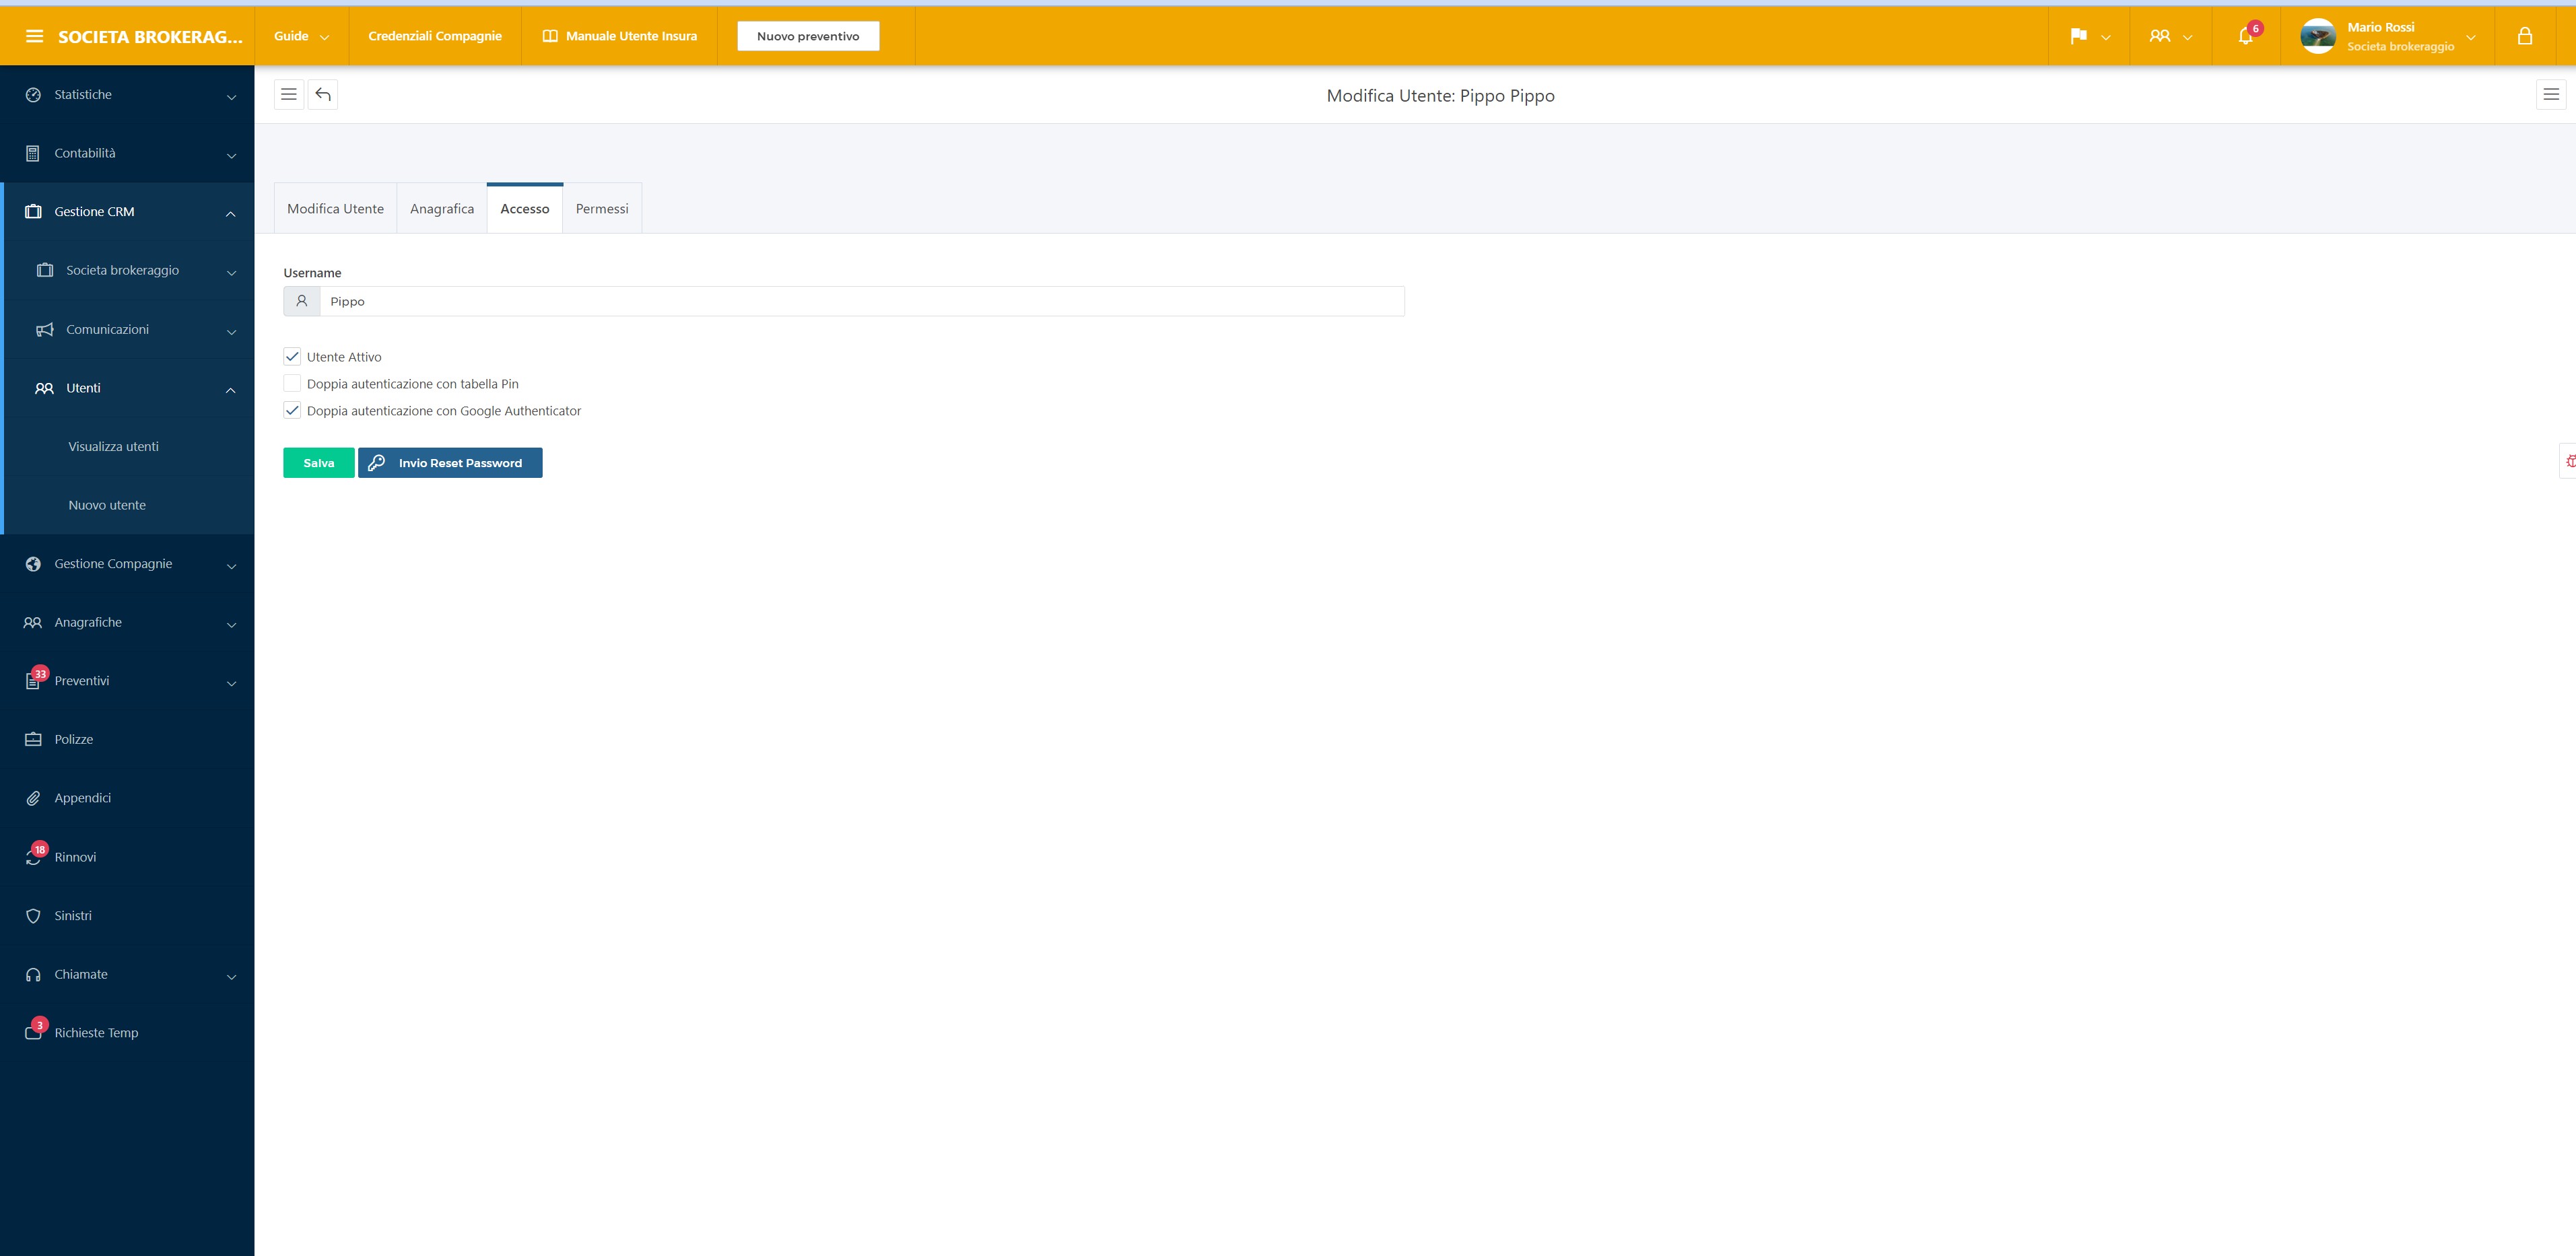 SOCIETA BROKERAG...
Guide
Credenziali Compagnie
Manuale Utente Insura
Nuovo preventivo
6
Mario Rossi
Societa brokeraggio
Statistiche
Contabilità
Gestione CRM
Societa brokeraggio
Comunicazioni
Utenti
Visualizza utenti
Nuovo utente
Gestione Compagnie
Anagrafiche
33
Preventivi
Polizze
Appendici
18
Rinnovi
Sinistri
Chiamate
3
Richieste Temp
Modifica Utente: Pippo Pippo
Modifica Utente
Anagrafica
Accesso
Permessi
Username
Pippo
Utente Attivo
Doppia autenticazione con tabella Pin
Doppia autenticazione con Google Authenticator
Salva
Invio Reset Password